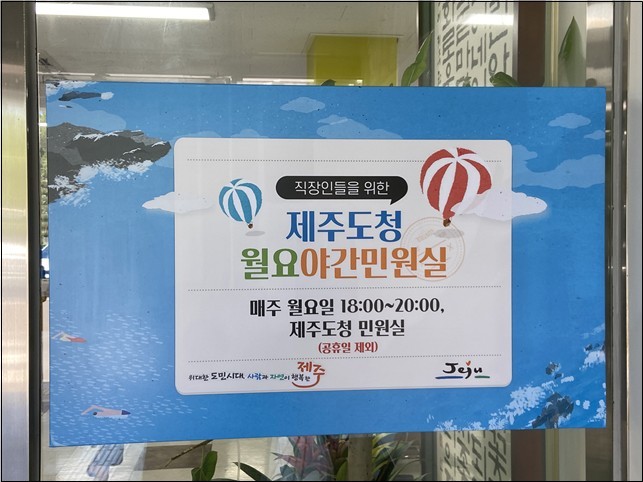 직장인들을 위한
제주도청
월요야간민원실
매주 월요일 18:00~20:00,
제주도청 민원실
(공휴일 제외)
위대한 도민시대, 사람과 자연이 행복한 제주
Jeju